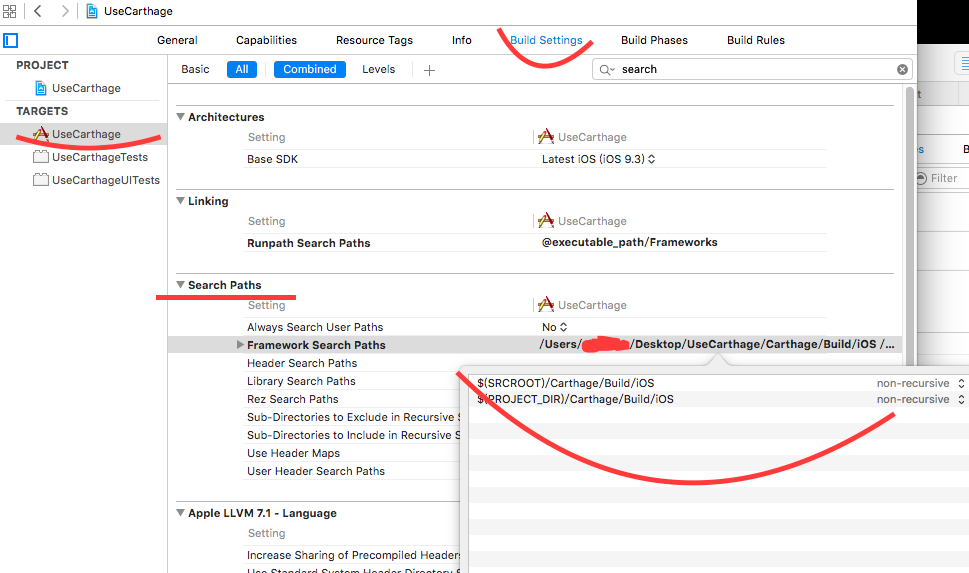 UseCarthage
General Capabilities Resource Tags Info Build Settings Build Phases Build Rules
PROJECT
UseCarthage
TARGETS
UseCarthage
UseCarthageTests
UseCarthageUITests
Basic All Combined Levels + search
Architectures
Setting UseCarthage
Base SDK Latest iOS (iOS 9.3)
Linking
Setting UseCarthage
Runpath Search Paths @executable_path/Frameworks
Search Paths
Setting UseCarthage
Always Search User Paths No
Framework Search Paths /Users/ /Desktop/UseCarthage/Carthage/Build/iOS /...
Header Search Paths
Library Search Paths
Rez Search Paths
Sub-Directories to Exclude in Recursive S
Sub-Directories to Include in Recursive S
Use Header Maps
User Header Search Paths
$(SRCROOT)/Carthage/Build/iOS non-recursive
$(PROJECT_DIR)/Carthage/Build/iOS non-recursive
Apple LLVM 7.1 - Language
Setting
Increase Sharing of Precompiled Headers
Use Standard System Header Directory S
Filter